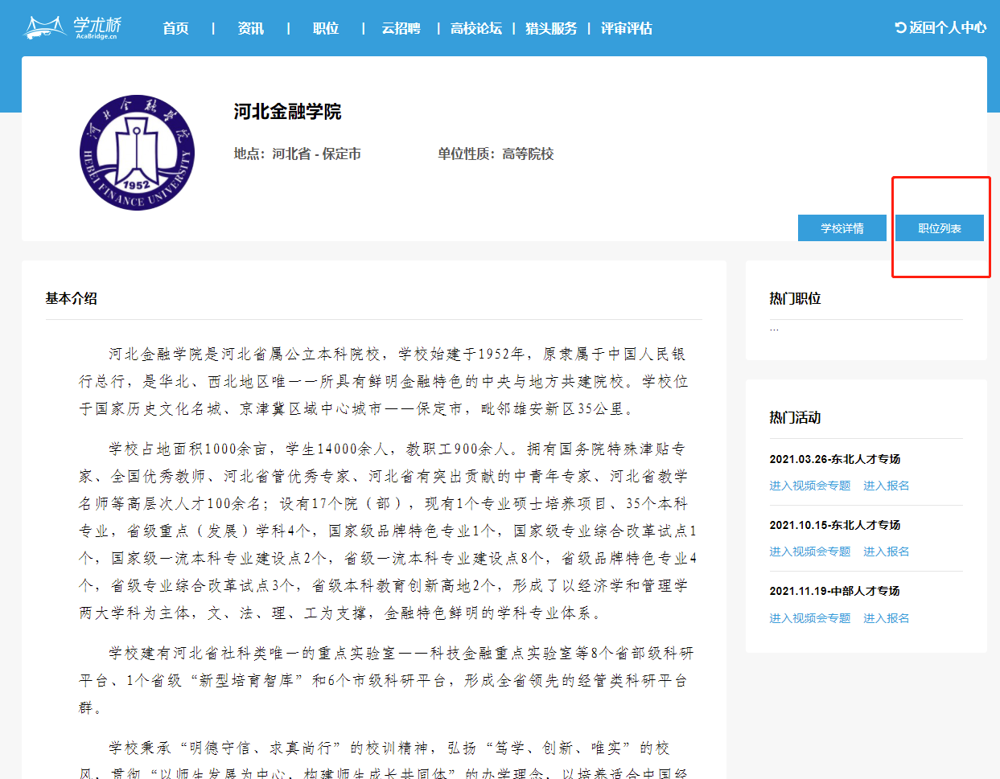 学术桥
AcaBridge.cn
首页 | 资讯 | 职位 | 云招聘 | 高校论坛 | 猎头服务 | 评审评估
返回个人中心
河北金融学院
HEBEI FINANCE UNIVERSITY
1952
河北金融学院
地点：河北省 - 保定市 单位性质：高等院校
学校详情 职位列表
基本介绍
河北金融学院是河北省属公立本科院校，学校始建于1952年，原隶属于中国人民银
行总行，是华北、西北地区唯一一所具有鲜明金融特色的中央与地方共建院校。学校位
于国家历史文化名城、京津冀区域中心城市——保定市，毗邻雄安新区35公里。
学校占地面积1000余亩，学生14000余人，教职工900余人。拥有国务院特殊津贴专
家、全国优秀教师、河北省管优秀专家、河北省有突出贡献的中青年专家、河北省教学
名师等高层次人才100余名；设有17个院（部），现有1个专业硕士培养项目、35个本科
专业，省级重点（发展）学科4个，国家级品牌特色专业1个，国家级专业综合改革试点1
个，国家级一流本科专业建设点2个，省级一流本科专业建设点8个，省级品牌特色专业4
个，省级专业综合改革试点3个，省级本科教育创新高地2个，形成了以经济学和管理学
两大学科为主体，文、法、理、工为支撑，金融特色鲜明的学科专业体系。
学校建有河北省社科类唯一的重点实验室——科技金融重点实验室等8个省部级科研
平台、1个省级“新型培育智库”和6个市级科研平台，形成全省领先的经管类科研平台
群。
学校秉承“明德守信、求真尚行”的校训精神，弘扬“笃学、创新、唯实”的校
风，贯彻“以师生发展为中心，构建师生成长共同体”的办学理念，以培养适合中国经
热门职位
...
热门活动
2021.03.26-东北人才专场
进入视频会专题 进入报名
2021.10.15-东北人才专场
进入视频会专题 进入报名
2021.11.19-中部人才专场
进入视频会专题 进入报名